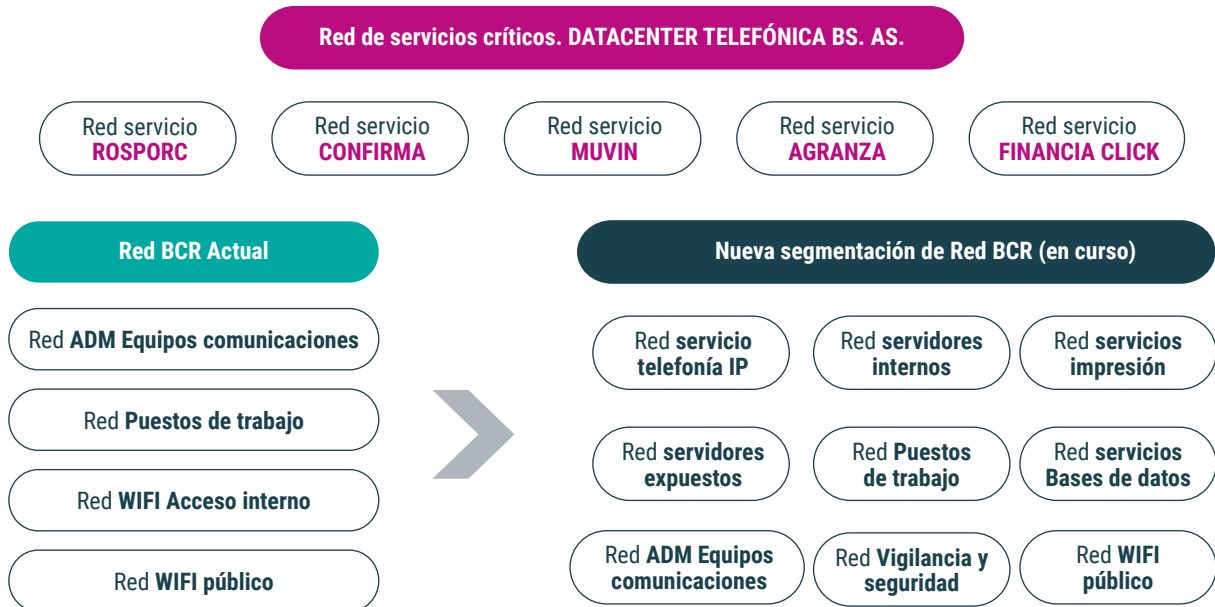 Red de servicios críticos. DATACENTER TELEFÓNICA BS. AS.
Red servicio
ROSPORC
Red servicio
CONFIRMA
Red servicio
MUVIN
Red servicio
AGRANZA
Red servicio
FINANCIA CLICK
Red BCR Actual
Red ADM Equipos comunicaciones
Red Puestos de trabajo
Red WIFI Acceso interno
Red WIFI público
Nueva segmentación de Red BCR (en curso)
Red servicio
telefonía IP
Red servidores
internos
Red servicios
impresión
Red servidores
expuestos
Red Puestos
de trabajo
Red servicios
Bases de datos
Red ADM Equipos
comunicaciones
Red Vigilancia y
seguridad
Red WIFI
público